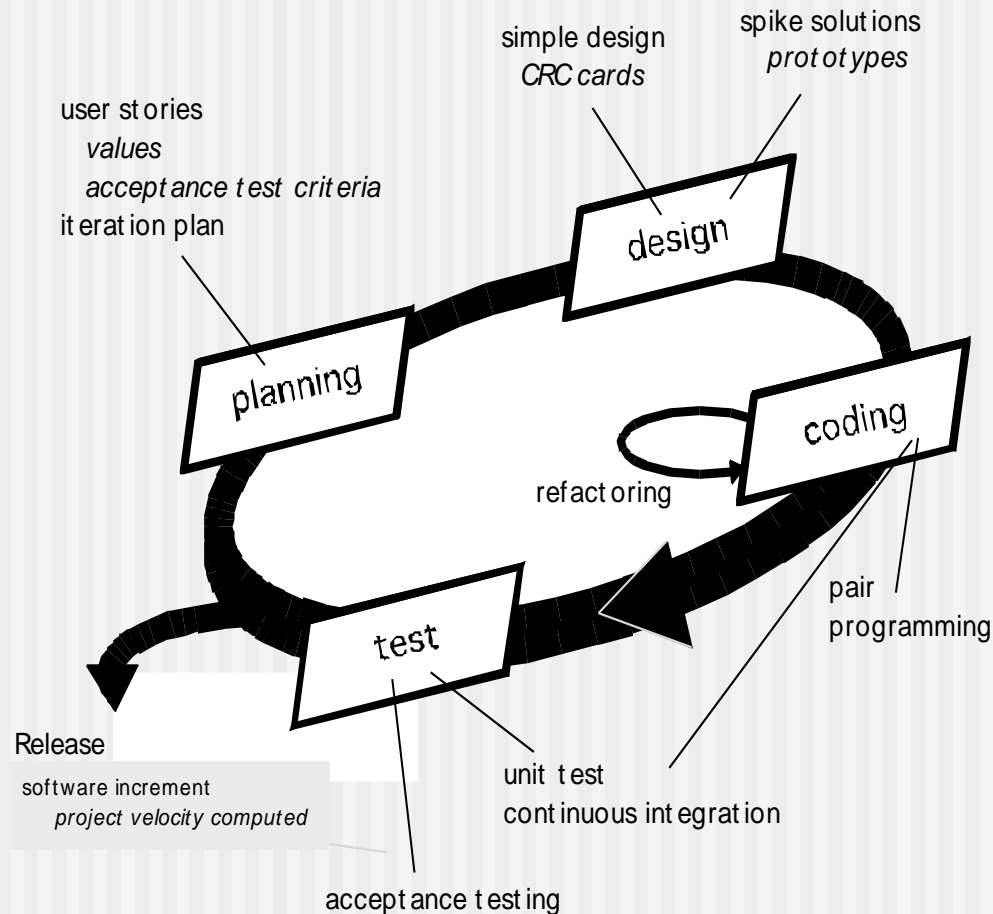 simple design
CRC cards
spike solutions
prototypes
user stories
values
acceptance test criteria
iteration plan
design
planning
coding
refactoring
pair
programming
test
Release
software increment
project velocity computed
unit test
continuous integration
acceptance testing